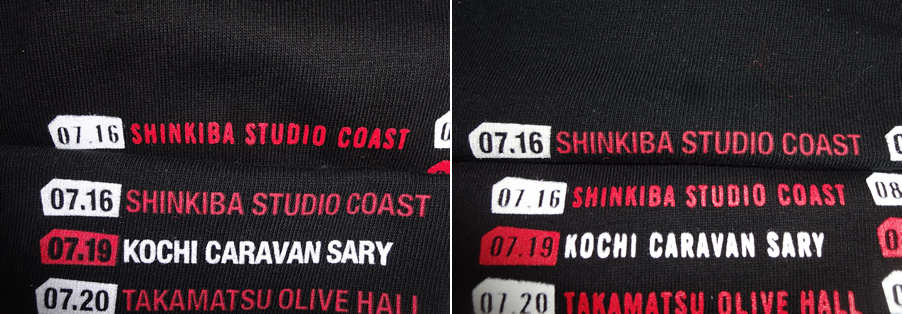 07.16 SHINKIBA STUDIO COAST
07.16 SHINKIBA STUDIO COAST
07.19 KOCHI CARAVAN SARY
07.20 TAKAMATSU OLIVE HALL
07.16 SHINKIBA STUDIO COAST
07.16 SHINKIBA STUDIO COAST
08
07.19 KOCHI CARAVAN SARY
07.20 TAKAMATSU OLIVE HALL